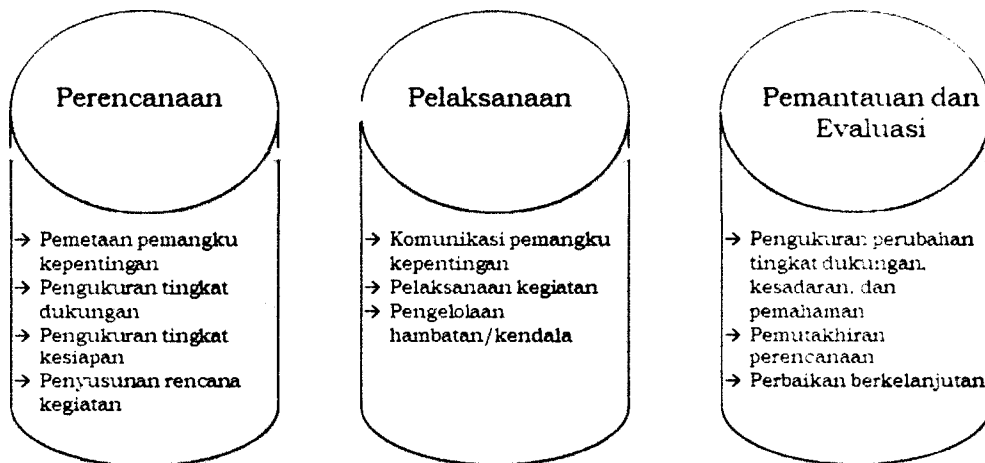 Perencanaan
→ Pemetaan pemangku
kepentingan
→ Pengukuran tingkat
dukungan
→ Pengukuran tingkat
kesiapan
→ Penyusunan rencana
kegiatan
Pelaksanaan
→ Komunikasi pemangku
kepentingan
→ Pelaksanaan kegiatan
→ Pengelolaan
hambatan/kendala
Pemantauan dan
Evaluasi
→ Pengukuran perubahan
tingkat dukungan,
kesadaran, dan
pemahaman
→ Pemutakhiran
perencanaan
→ Perbaikan berkelanjutan